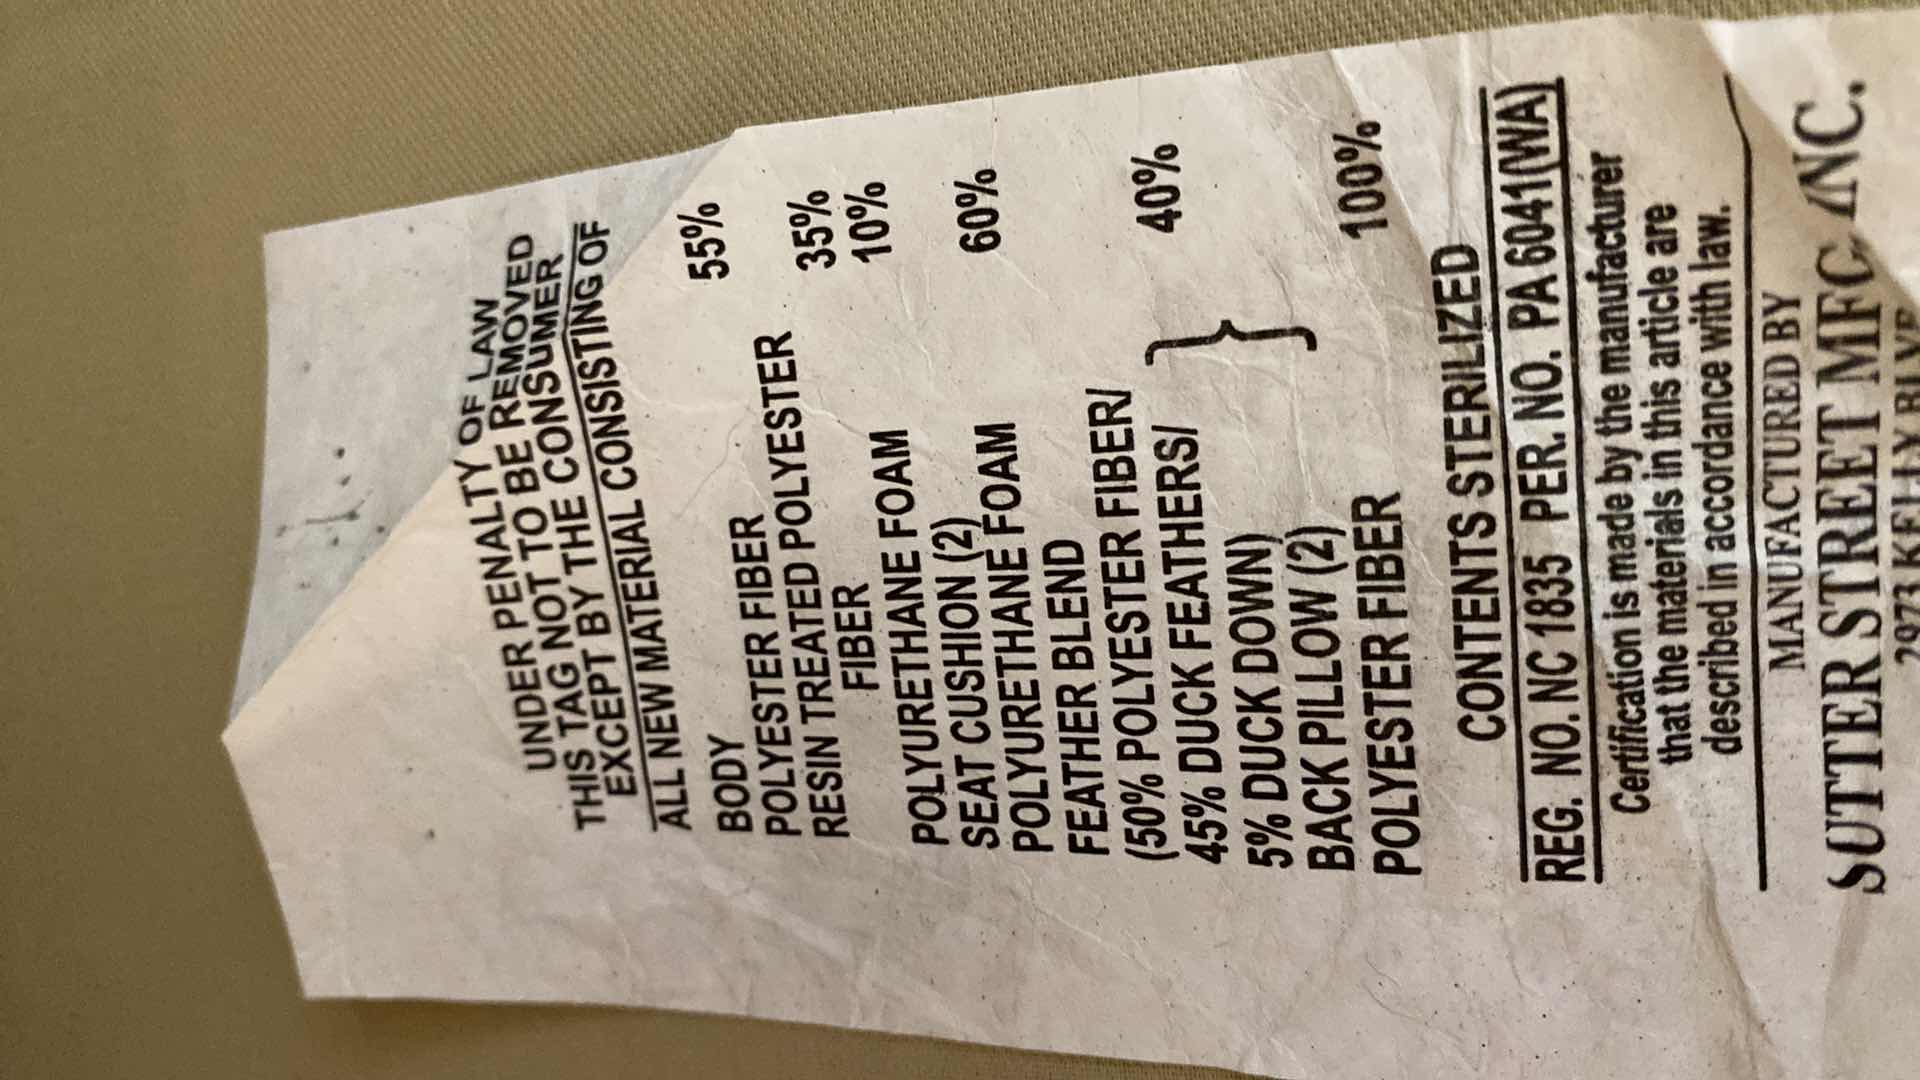 UNDER PENALTY OF LAW
THIS TAG NOT TO BE REMOVED
EXCEPT BY THE CONSUMER
ALL NEW MATERIAL CONSISTING OF
BODY
POLYESTER FIBER 55%
RESIN TREATED POLYESTER
FIBER 35%
POLYURETHANE FOAM 10%
SEAT CUSHION (2)
POLYURETHANE FOAM 60%
FEATHER BLEND
(50% POLYESTER FIBER/
45% DUCK FEATHERS/ } 40%
5% DUCK DOWN)
BACK PILLOW (2)
POLYESTER FIBER 100%
CONTENTS STERILIZED
REG. NO. NC 1835 PER. NO. PA 6041(WA)
Certification is made by the manufacturer
that the materials in this article are
described in accordance with law.
MANUFACTURED BY
SUTTER STREET MFG. INC.
2973 KELLY BLVD